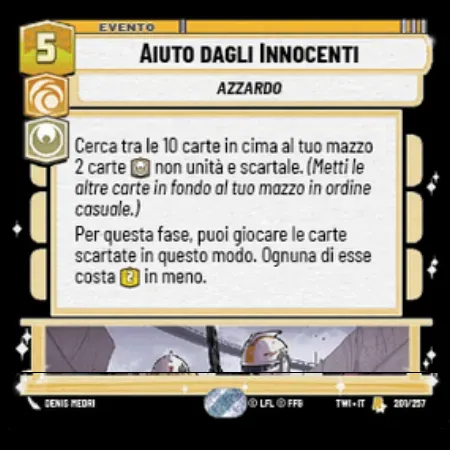 EVENTO
5
AIUTO DAGLI INNOCENTI
AZZARDO
Cerca tra le 10 carte in cima al tuo mazzo
2 carte non unità e scartale. (Metti le
altre carte in fondo al tuo mazzo in ordine
casuale.)
Per questa fase, puoi giocare le carte
scartate in questo modo. Ognuna di esse
costa 2 in meno.
DENIS MEDRI
© LFL © FFG
TWI • IT
201/257